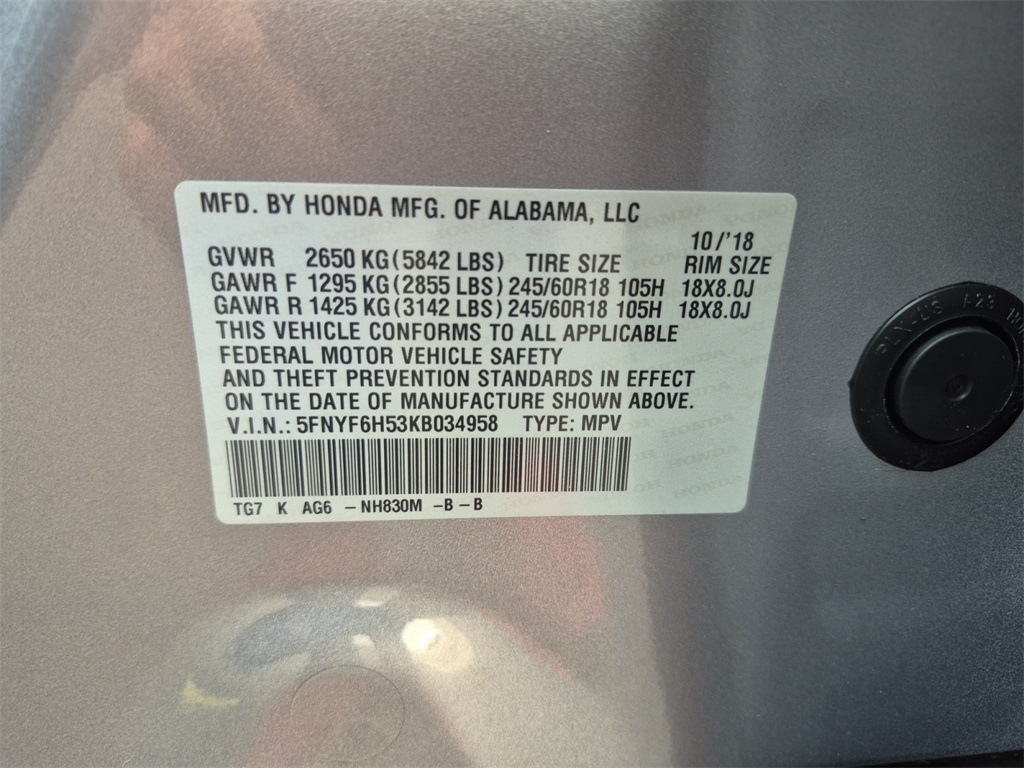 MFD. BY HONDA MFG. OF ALABAMA, LLC
10/'18
GVWR 2650 KG(5842 LBS) TIRE SIZE RIM SIZE
GAWR F 1295 KG(2855 LBS) 245/60R18 105H 18X8.0J
GAWR R 1425 KG(3142 LBS) 245/60R18 105H 18X8.0J
THIS VEHICLE CONFORMS TO ALL APPLICABLE
FEDERAL MOTOR VEHICLE SAFETY
AND THEFT PREVENTION STANDARDS IN EFFECT
ON THE DATE OF MANUFACTURE SHOWN ABOVE.
V.I.N.: 5FNYF6H53KB034958 TYPE: MPV
TG7 K AG6 -NH830M -B-B
A23